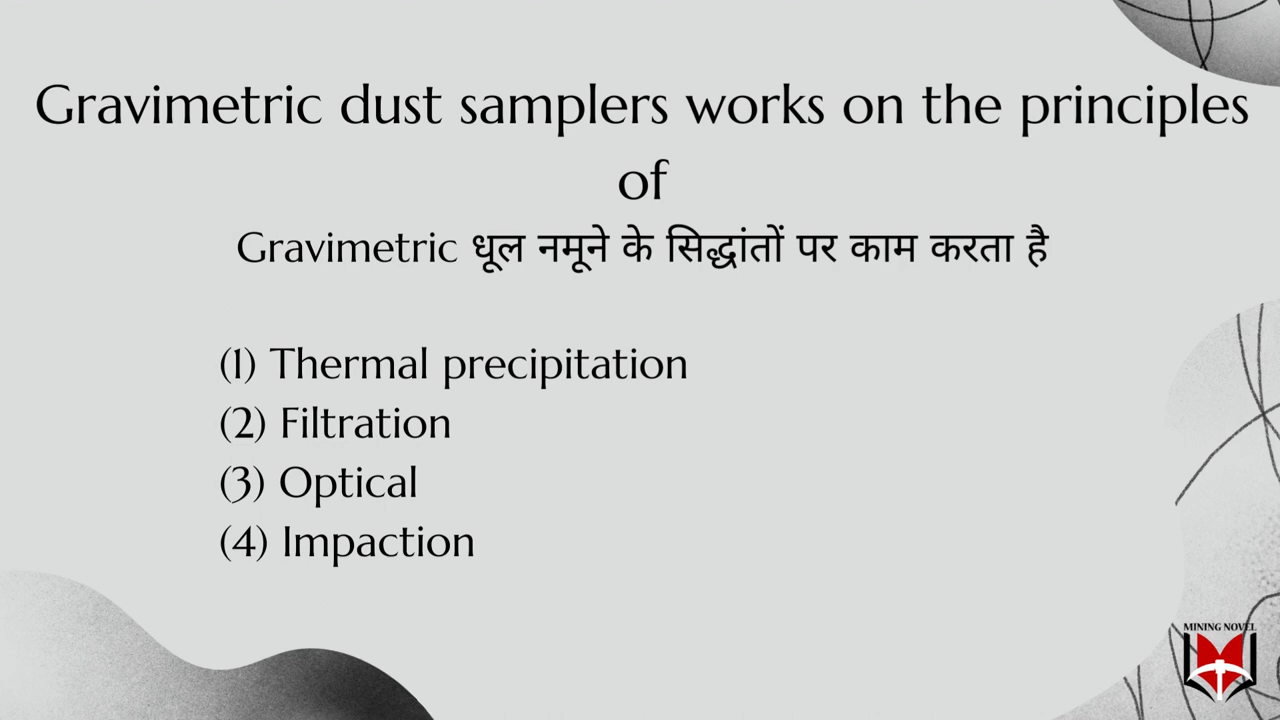 Gravimetric dust samplers works on the principles
of
Gravimetric धूल नमूने के सिद्धांतों पर काम करता है
(1) Thermal precipitation
(2) Filtration
(3) Optical
(4) Impaction
MINING NOVEL